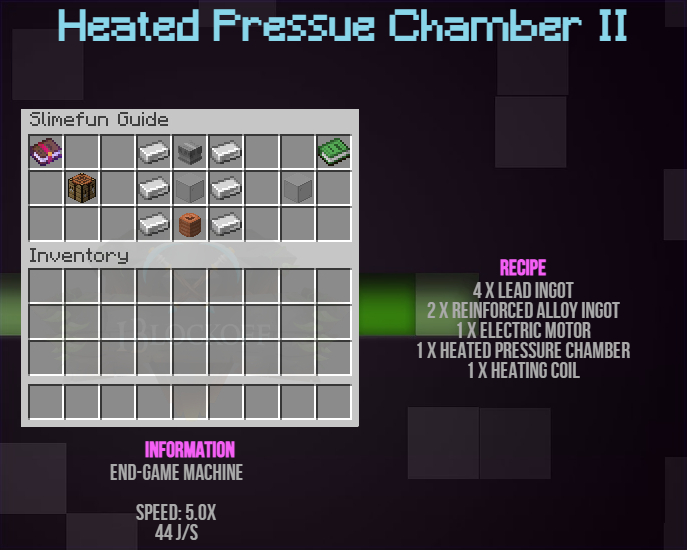 Heated Pressue Chamber II
Slimefun Guide
Inventory
IBLOCKOFF
RECIPE
4 X LEAD INGOT
2 X REINFORCED ALLOY INGOT
1 X ELECTRIC MOTOR
1 X HEATED PRESSURE CHAMBER
1 X HEATING COIL
INFORMATION
END-GAME MACHINE
SPEED: 5.0X
44 J/S